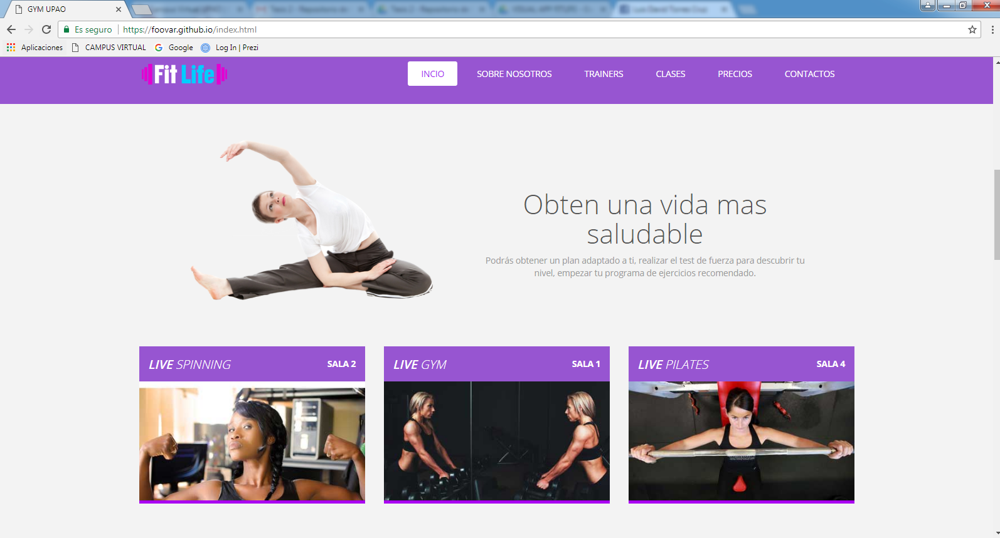 GYM UPAO
Es seguro
https://foovar.github.io/index.html
Aplicaciones
CAMPUS VIRTUAL
Google
Log In | Prezi
Fit Life
INCIO
SOBRE NOSOTROS
TRAINERS
CLASES
PRECIOS
CONTACTOS
Obten una vida mas
saludable
Podrás obtener un plan adaptado a ti, realizar el test de fuerza para descubrir tu
nivel, empezar tu programa de ejercicios recomendado.
LIVE SPINNING
SALA 2
LIVE GYM
SALA 1
LIVE PILATES
SALA 4